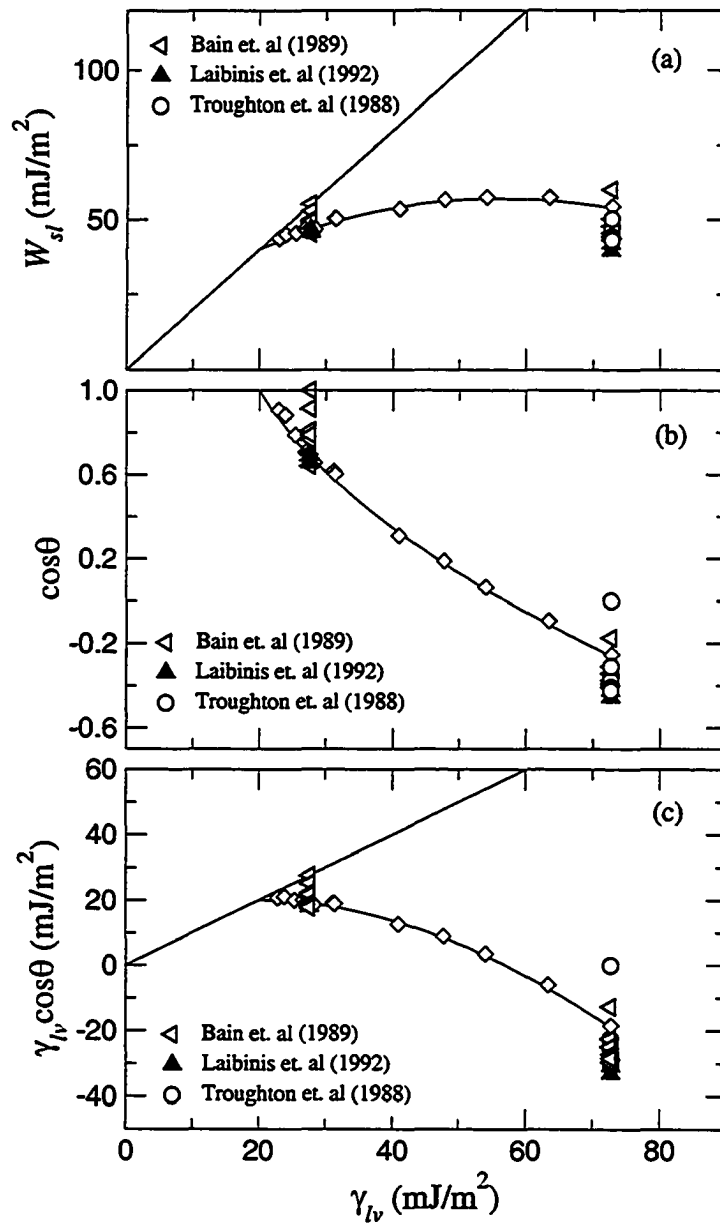 Bain et. al (1989)
Laibinis et. al (1992)
Troughton et. al (1988)
(a)
100
50
W_sl (mJ/m²)
1.0
(b)
0.6
0.2
-0.2
-0.6
cosθ
Bain et. al (1989)
Laibinis et. al (1992)
Troughton et. al (1988)
60
(c)
40
20
0
-20
-40
γ_lv cosθ (mJ/m²)
Bain et. al (1989)
Laibinis et. al (1992)
Troughton et. al (1988)
0 20 40 60 80
γ_lv (mJ/m²)